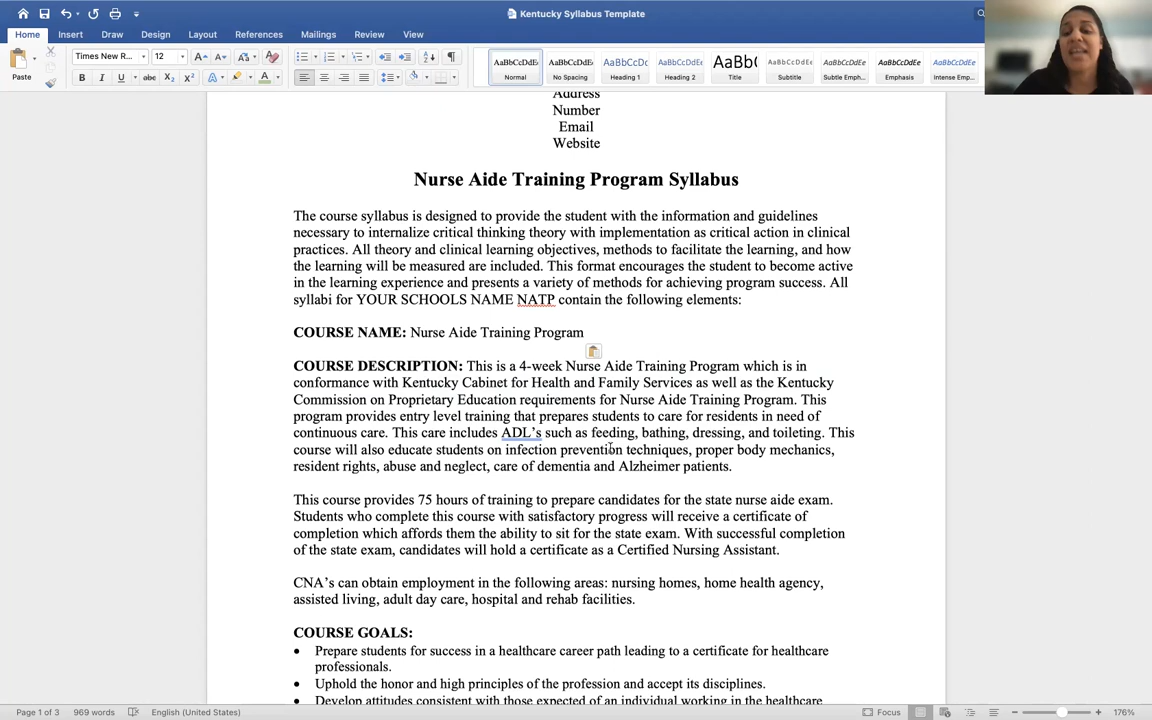 Kentucky Syllabus Template
Home Insert Draw Design Layout References Mailings Review View
Paste
Times New R... 12
AaBbCcDdE AaBbCcDdE AaBbCcDc AaBbCcDdE AaBb( AaBbCcDdE AaBbCcDdEe AaBbCcDdEe AaBbCcDdEe
Normal No Spacing Heading 1 Heading 2 Title Subtitle Subtle Emph... Emphasis Intense Emp...
Address
Number
Email
Website
Nurse Aide Training Program Syllabus
The course syllabus is designed to provide the student with the information and guidelines
necessary to internalize critical thinking theory with implementation as critical action in clinical
practices. All theory and clinical learning objectives, methods to facilitate the learning, and how
the learning will be measured are included. This format encourages the student to become active
in the learning experience and presents a variety of methods for achieving program success. All
syllabi for YOUR SCHOOLS NAME NATP contain the following elements:
COURSE NAME: Nurse Aide Training Program
COURSE DESCRIPTION: This is a 4-week Nurse Aide Training Program which is in
conformance with Kentucky Cabinet for Health and Family Services as well as the Kentucky
Commission on Proprietary Education requirements for Nurse Aide Training Program. This
program provides entry level training that prepares students to care for residents in need of
continuous care. This care includes ADL's such as feeding, bathing, dressing, and toileting. This
course will also educate students on infection prevention techniques, proper body mechanics,
resident rights, abuse and neglect, care of dementia and Alzheimer patients.
This course provides 75 hours of training to prepare candidates for the state nurse aide exam.
Students who complete this course with satisfactory progress will receive a certificate of
completion which affords them the ability to sit for the state exam. With successful completion
of the state exam, candidates will hold a certificate as a Certified Nursing Assistant.
CNA's can obtain employment in the following areas: nursing homes, home health agency,
assisted living, adult day care, hospital and rehab facilities.
COURSE GOALS:
• Prepare students for success in a healthcare career path leading to a certificate for healthcare
professionals.
• Uphold the honor and high principles of the profession and accept its disciplines.
• Develop attitudes consistent with those expected of an individual working in the healthcare
Page 1 of 3 969 words English (United States) Focus 176%